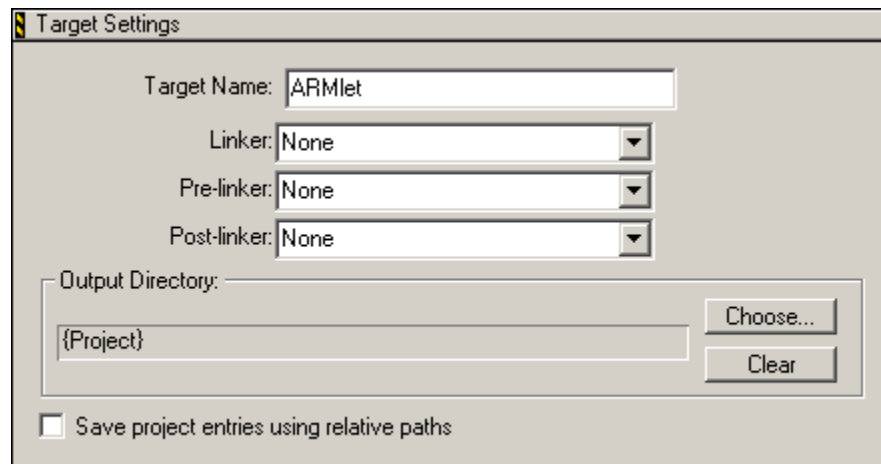 Target Settings
Target Name: ARMlet
Linker: None
Pre-linker: None
Post-linker: None
Output Directory:
{Project}
Choose...
Clear
Save project entries using relative paths